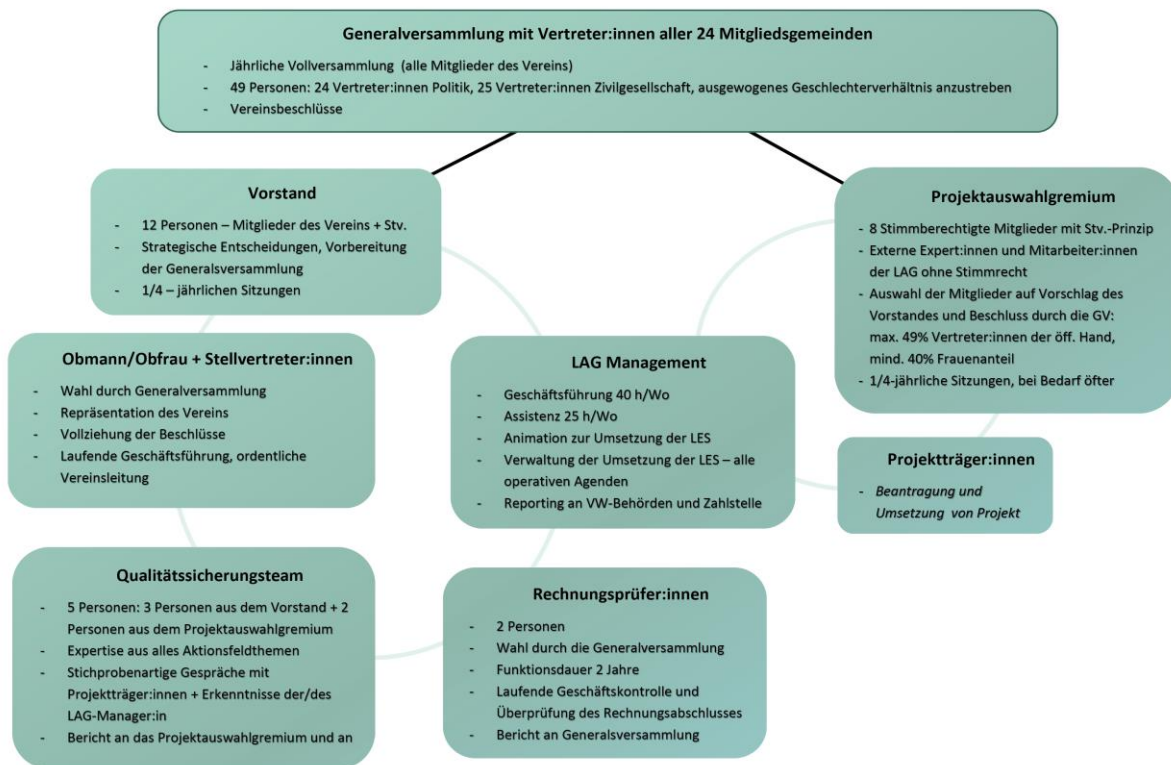 Generalversammlung mit Vertreter:innen aller 24 Mitgliedsgemeinden
- Jährliche Vollversammlung (alle Mitglieder des Vereins)
- 49 Personen: 24 Vertreter:innen Politik, 25 Vertreter:innen Zivilgesellschaft, ausgewogenes Geschlechterverhältnis anzustreben
- Vereinsbeschlüsse
Vorstand
- 12 Personen – Mitglieder des Vereins + Stv.
- Strategische Entscheidungen, Vorbereitung
der Generalsversammlung
- 1/4 – jährlichen Sitzungen
Projektauswahlgremium
- 8 Stimmberechtigte Mitglieder mit Stv.-Prinzip
- Externe Expert:innen und Mitarbeiter:innen
der LAG ohne Stimmrecht
- Auswahl der Mitglieder auf Vorschlag des
Vorstandes und Beschluss durch die GV:
max. 49% Vertreter:innen der öff. Hand,
mind. 40% Frauenanteil
- 1/4-jährliche Sitzungen, bei Bedarf öfter
Obmann/Obfrau + Stellvertreter:innen
- Wahl durch Generalversammlung
- Repräsentation des Vereins
- Vollziehung der Beschlüsse
- Laufende Geschäftsführung, ordentliche
Vereinsleitung
LAG Management
- Geschäftsführung 40 h/Wo
- Assistenz 25 h/Wo
- Animation zur Umsetzung der LES
- Verwaltung der Umsetzung der LES – alle
operativen Agenden
- Reporting an VW-Behörden und Zahlstelle
Projektträger:innen
- Beantragung und
Umsetzung von Projekt
Qualitätssicherungsteam
- 5 Personen: 3 Personen aus dem Vorstand + 2
Personen aus dem Projektauswahlgremium
- Expertise aus alles Aktionsfeldthemen
- Stichprobenartige Gespräche mit
Projektträger:innen + Erkenntnisse der/des
LAG-Manager:in
- Bericht an das Projektauswahlgremium und an
Rechnungsprüfer:innen
- 2 Personen
- Wahl durch die Generalversammlung
- Funktionsdauer 2 Jahre
- Laufende Geschäftskontrolle und
Überprüfung des Rechnungsabschlusses
- Bericht an Generalsversammlung